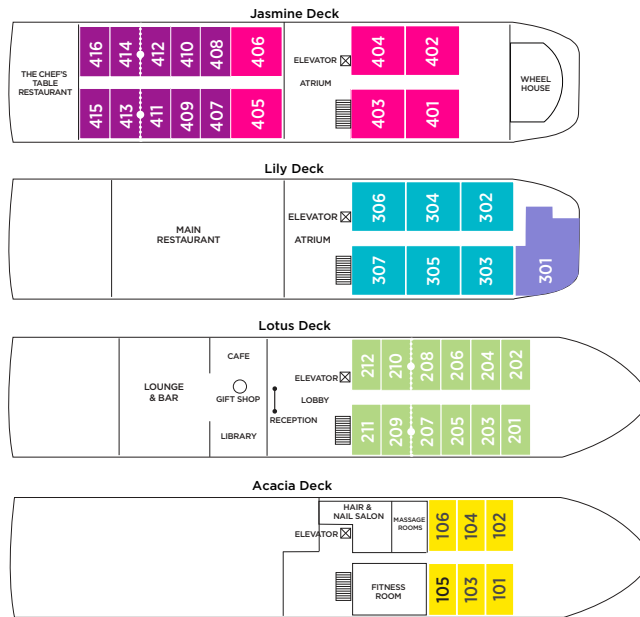 Jasmine Deck
416 414 412 410 408 406
404 402
ELEVATOR
THE CHEF'S
TABLE
RESTAURANT
ATRIUM
WHEEL
HOUSE
415 413 411 409 407 405
403 401
Lily Deck
306 304 302
ELEVATOR
MAIN
RESTAURANT
ATRIUM
307 305 303 301
Lotus Deck
CAFE
212 210 208 206 204 202
ELEVATOR
LOUNGE
& BAR
GIFT SHOP
LOBBY
RECEPTION
LIBRARY
211 209 207 205 203 201
Acacia Deck
HAIR &
NAIL SALON
MASSAGE
ROOMS
106 104 102
ELEVATOR
FITNESS
ROOM
105 103 101